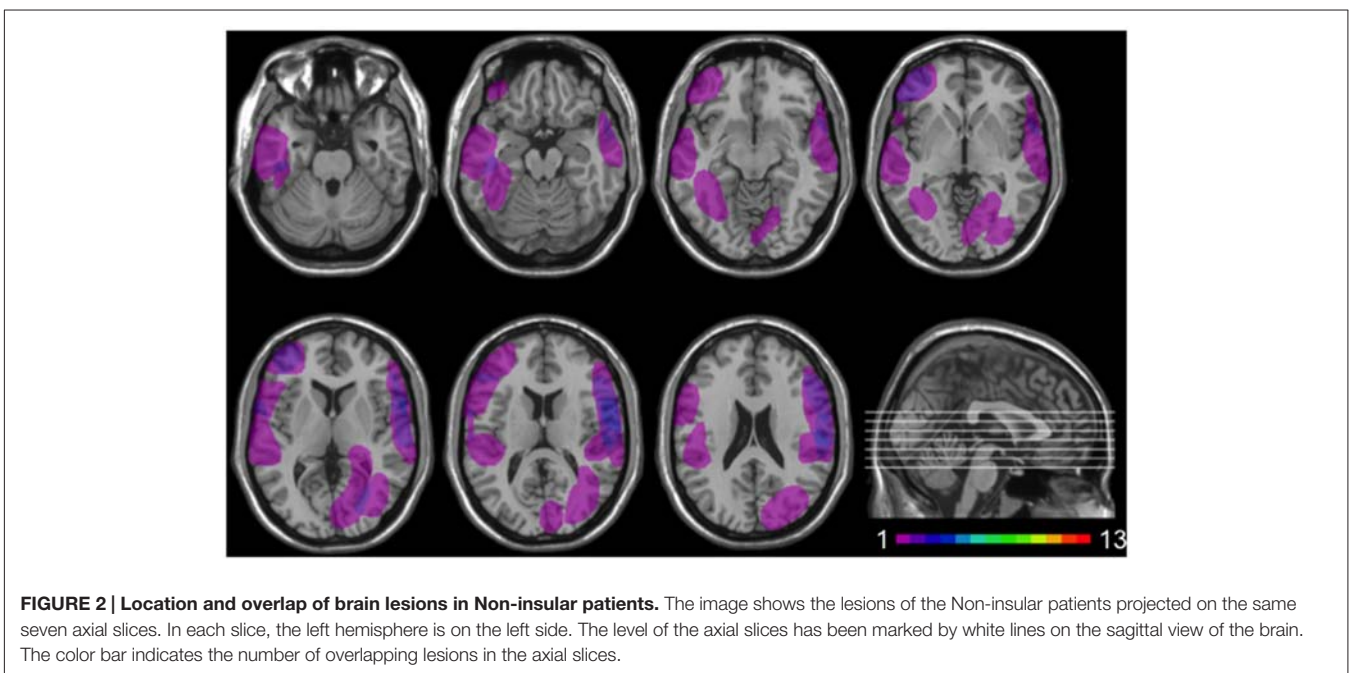 1 13
FIGURE 2 | Location and overlap of brain lesions in Non-insular patients. The image shows the lesions of the Non-insular patients projected on the same
seven axial slices. In each slice, the left hemisphere is on the left side. The level of the axial slices has been marked by white lines on the sagittal view of the brain.
The color bar indicates the number of overlapping lesions in the axial slices.